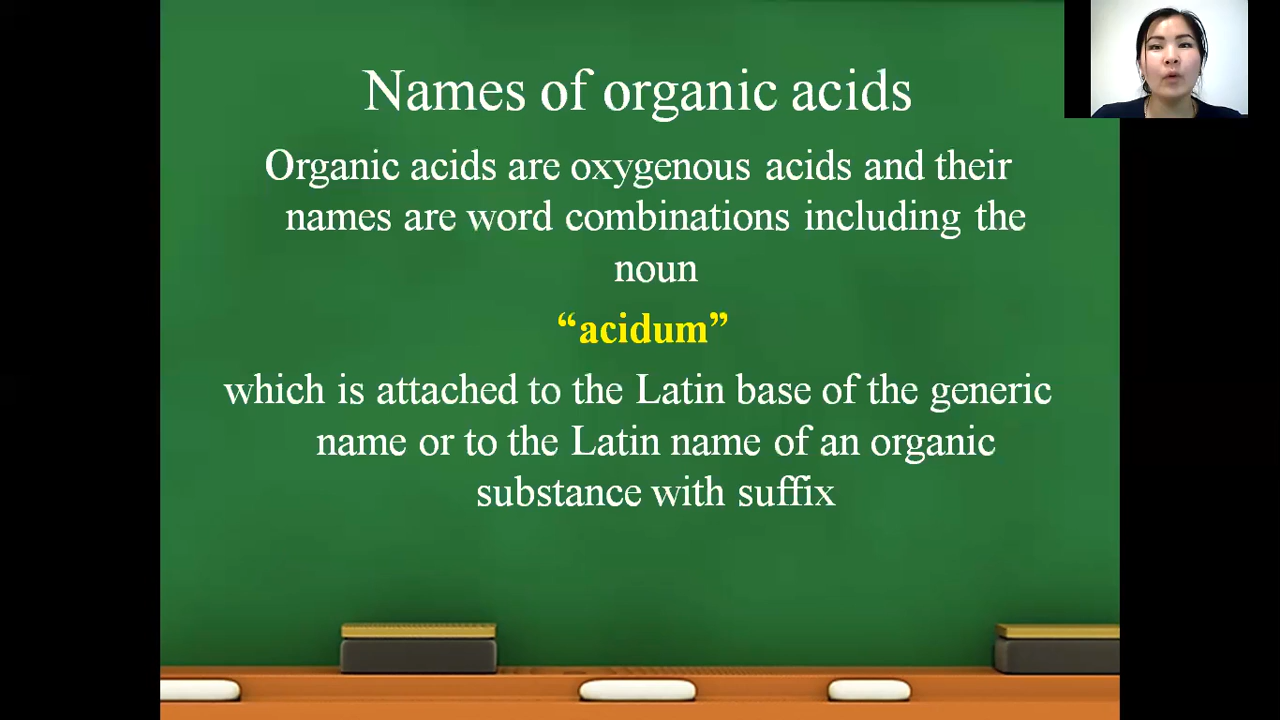 Names of organic acids
Organic acids are oxygenous acids and their
names are word combinations including the
noun
“acidum”
which is attached to the Latin base of the generic
name or to the Latin name of an organic
substance with suffix